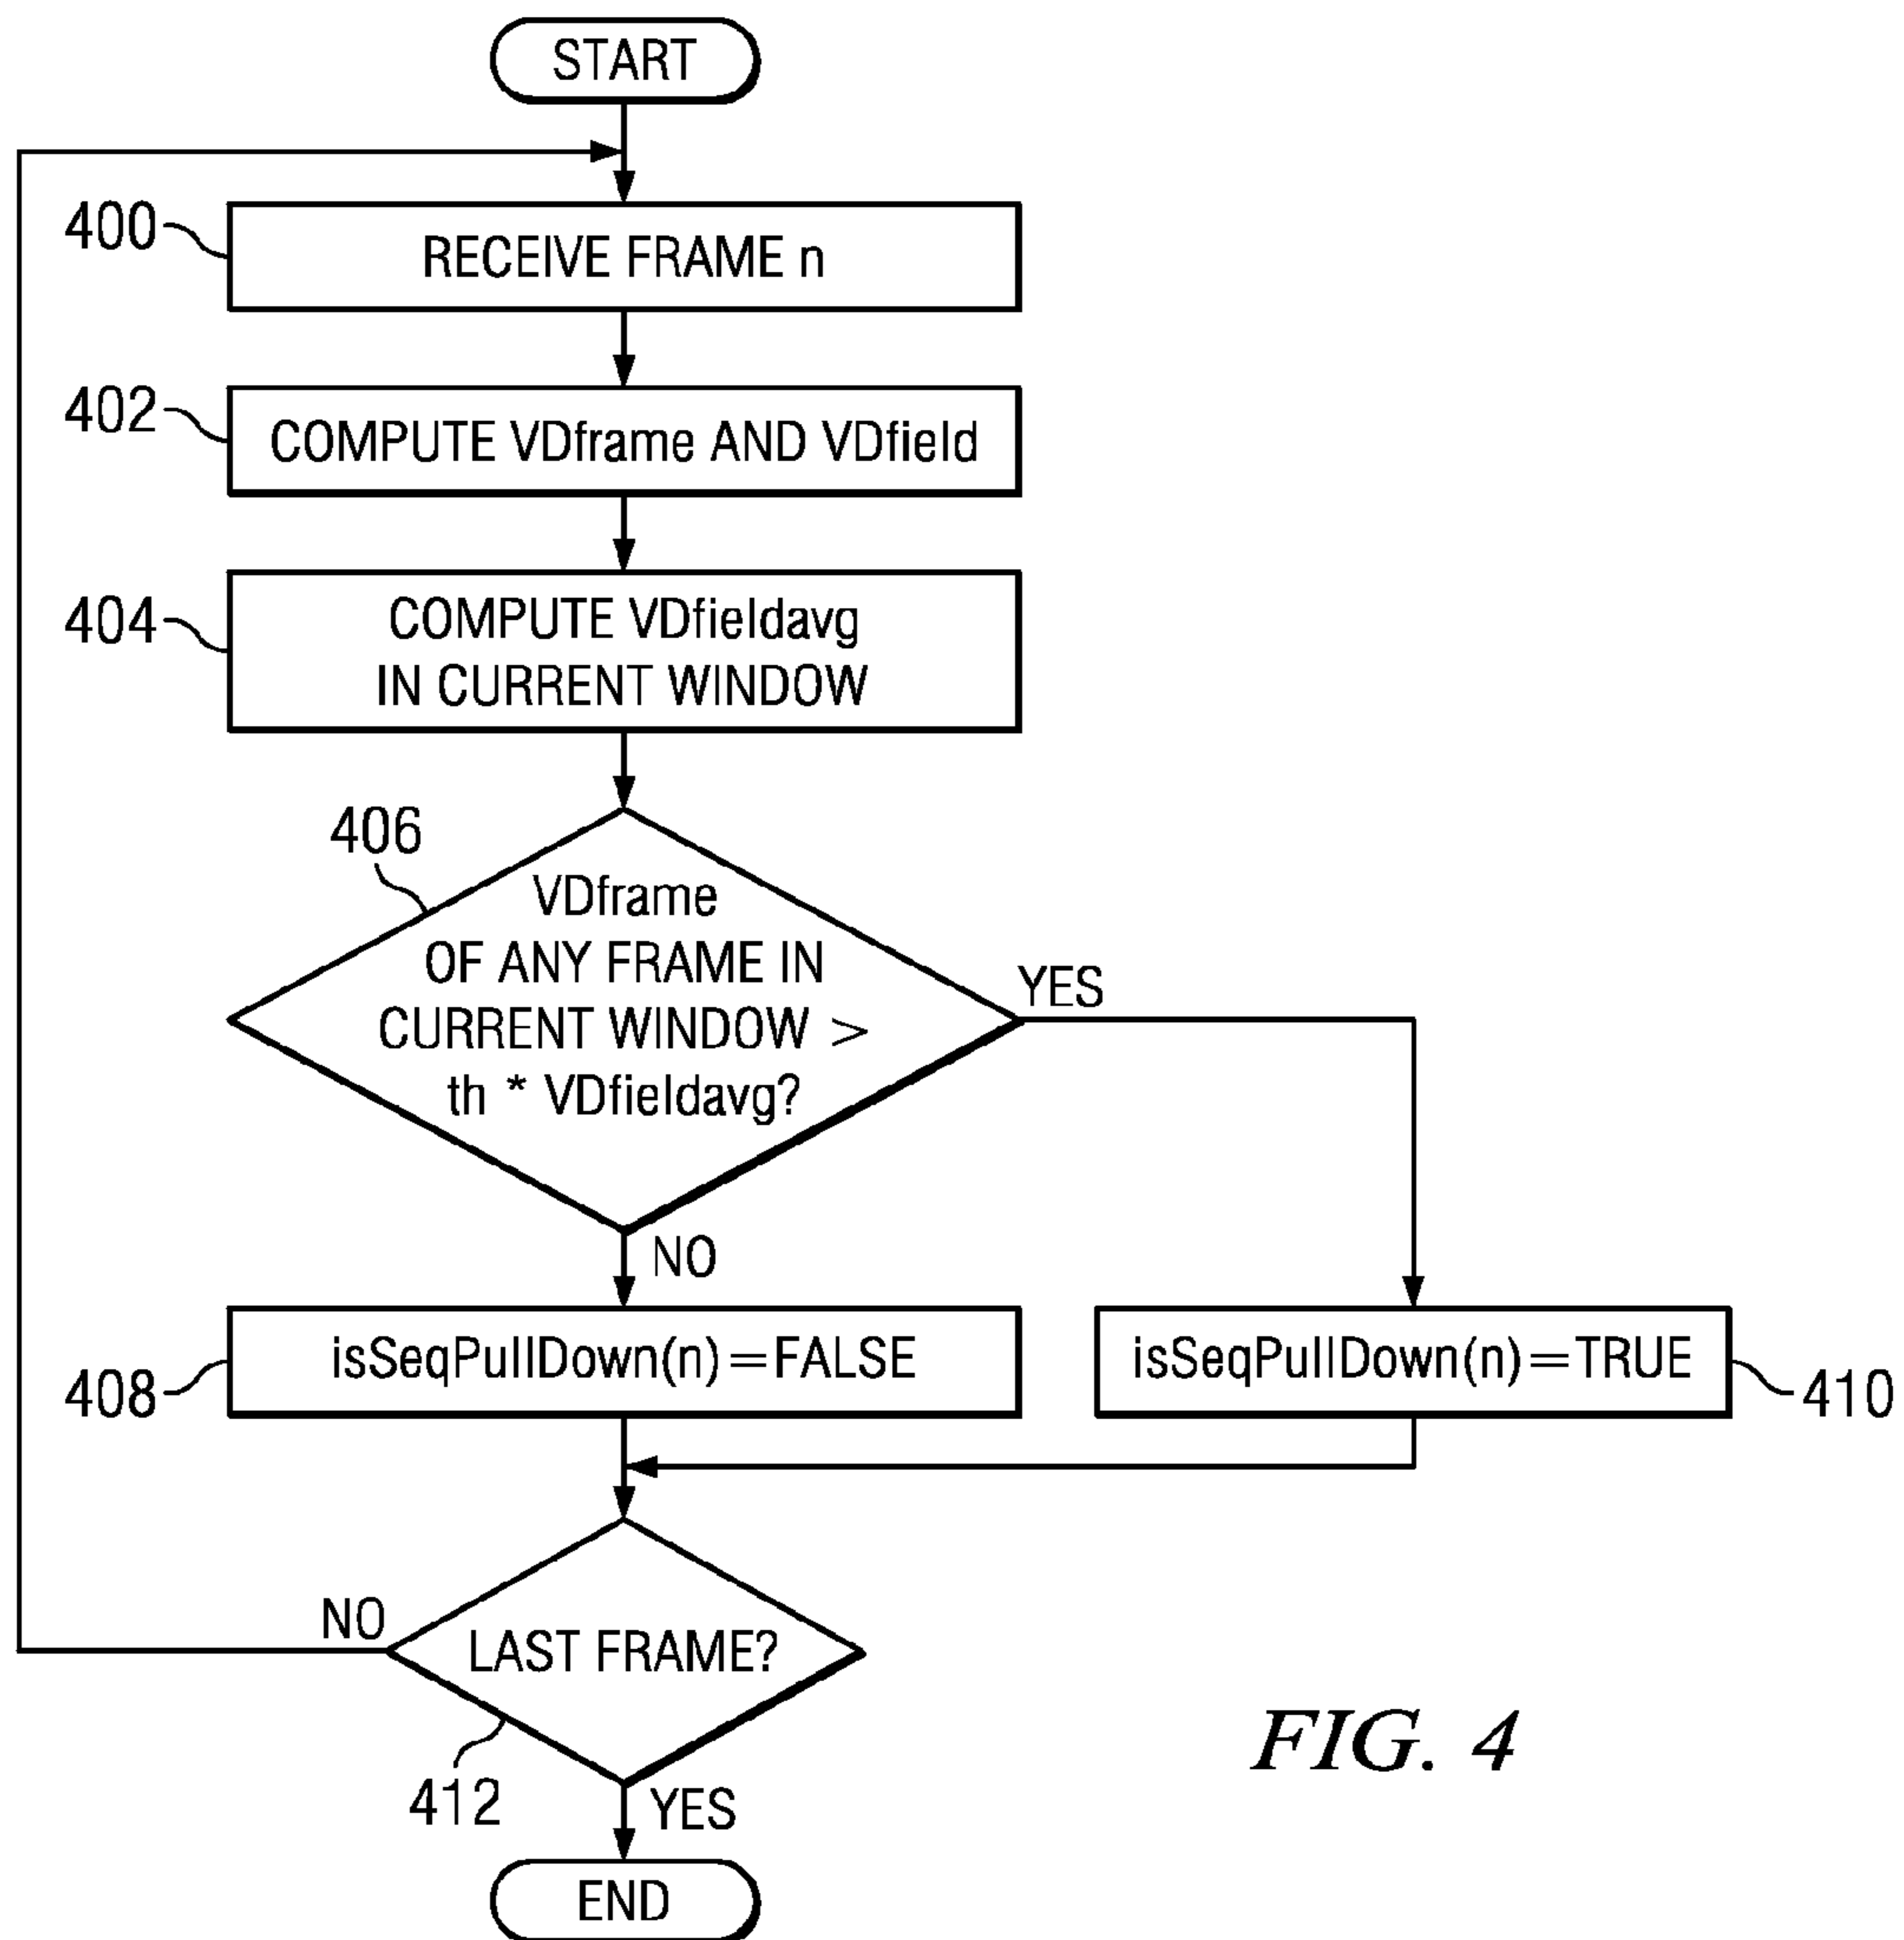 START
400
RECEIVE FRAME n
402
COMPUTE VDframe AND VDfield
404
COMPUTE VDfieldavg
IN CURRENT WINDOW
406
VDframe
OF ANY FRAME IN
CURRENT WINDOW >
th * VDfieldavg?
YES
NO
408
isSeqPullDown(n)=FALSE
isSeqPullDown(n)=TRUE
410
NO
LAST FRAME?
412
YES
END
FIG. 4